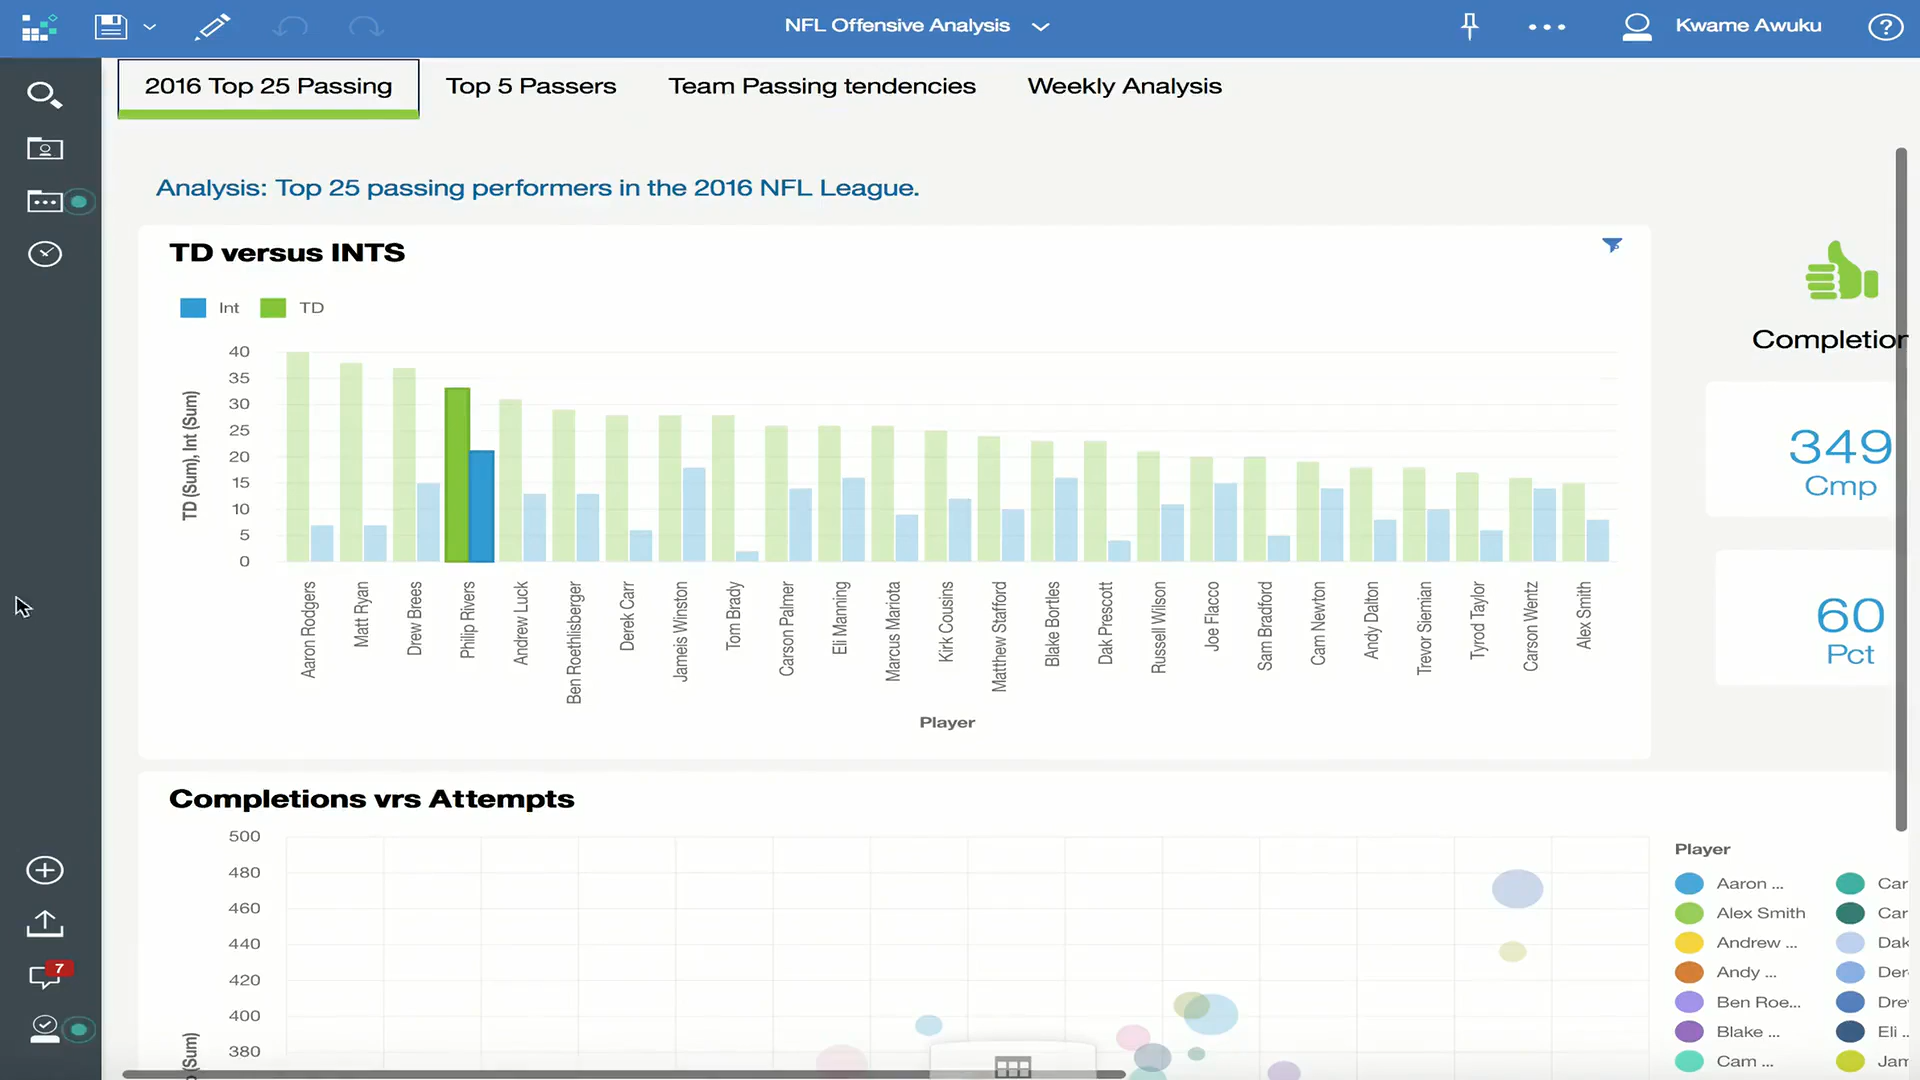 NFL Offensive Analysis
Kwame Awuku
?
2016 Top 25 Passing
Top 5 Passers
Team Passing tendencies
Weekly Analysis
Analysis: Top 25 passing performers in the 2016 NFL League.
TD versus INTS
Int
TD
40
35
30
25
20
15
10
5
0
TD (Sum), Int (Sum)
Aaron Rodgers
Matt Ryan
Drew Brees
Philip Rivers
Andrew Luck
Ben Roethlisberger
Derek Carr
Jameis Winston
Tom Brady
Carson Palmer
Eli Manning
Marcus Mariota
Kirk Cousins
Matthew Stafford
Blake Bortles
Dak Prescott
Russell Wilson
Joe Flacco
Sam Bradford
Cam Newton
Andy Dalton
Trevor Siemian
Tyrod Taylor
Carson Wentz
Alex Smith
Player
Completion
349
Cmp
60
Pct
Completions vrs Attempts
500
480
460
440
420
400
380
(Sum)
Player
Aaron ...
Alex Smith
Andrew ...
Andy ...
Ben Roe...
Blake ...
Cam ...
Car
Car
Dak
Der
Dre
Eli ..
Jam
7